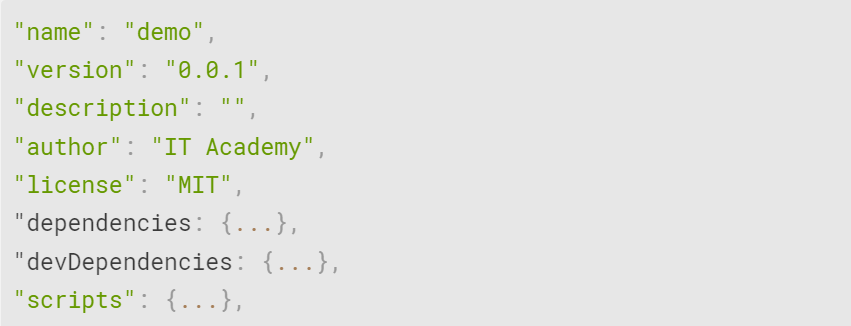 "name": "demo",
"version": "0.0.1",
"description": "",
"author": "IT Academy",
"license": "MIT",
"dependencies: {...},
"devDependencies: {...},
"scripts": {...},